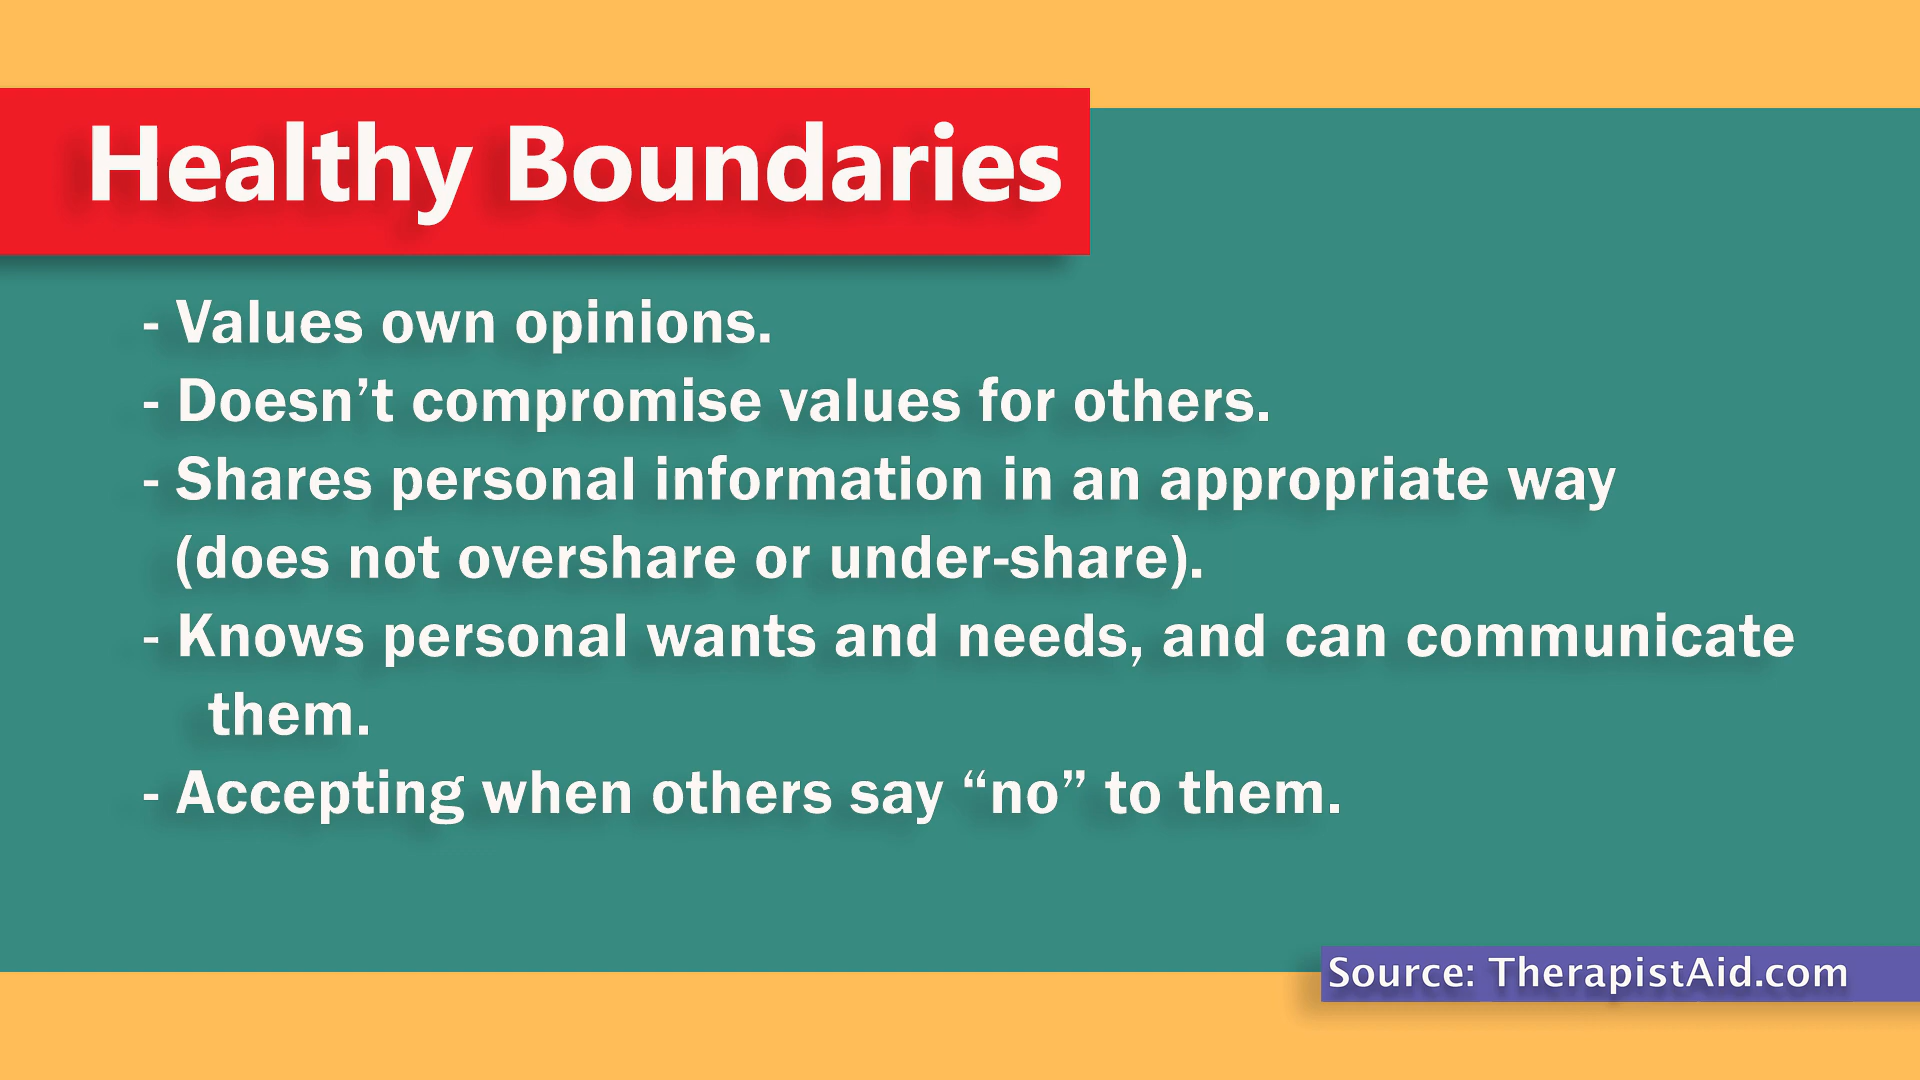 Healthy Boundaries
- Values own opinions.
- Doesn’t compromise values for others.
- Shares personal information in an appropriate way
(does not overshare or under-share).
- Knows personal wants and needs, and can communicate
them.
- Accepting when others say “no” to them.
Source: TherapistAid.com